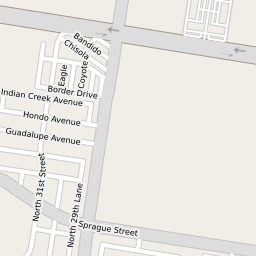 Bandido
Chisola
Eagle
Coyote
Border Drive
Indian Creek Avenue
Hondo Avenue
Guadalupe Avenue
North 31st Street
North 29th Lane
Sprague Street